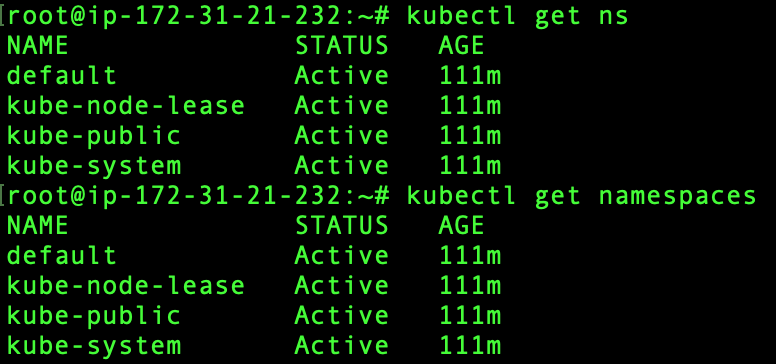 [root@ip-172-31-21-232:~# kubectl get ns
NAME STATUS AGE
default Active 111m
kube-node-lease Active 111m
kube-public Active 111m
kube-system Active 111m
[root@ip-172-31-21-232:~# kubectl get namespaces
NAME STATUS AGE
default Active 111m
kube-node-lease Active 111m
kube-public Active 111m
kube-system Active 111m